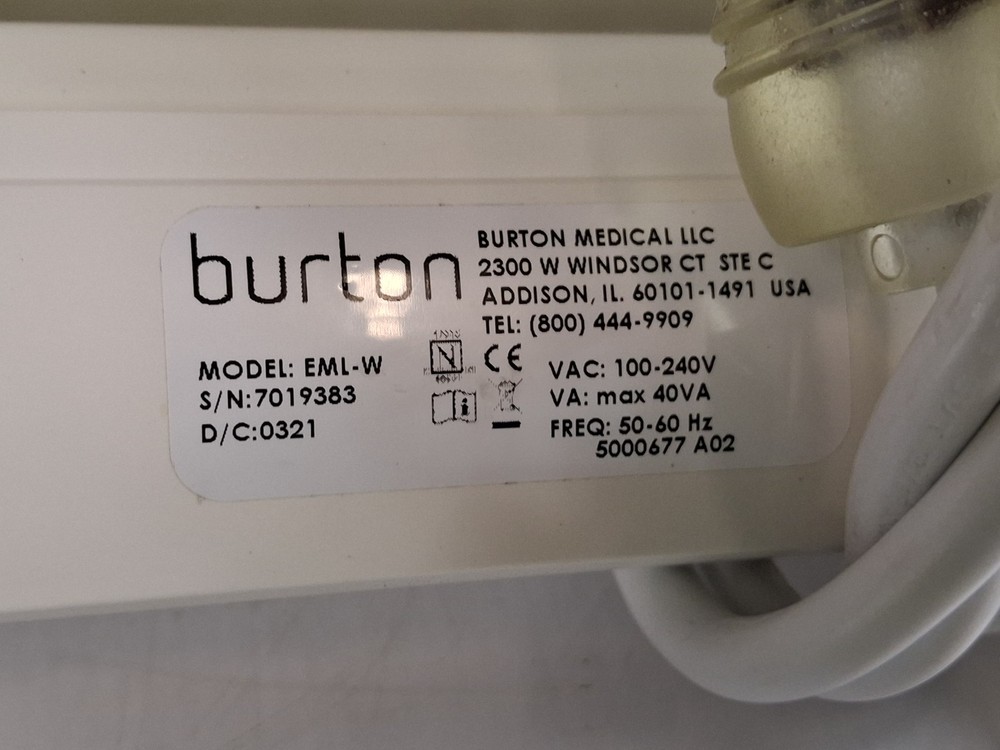 burton
BURTON MEDICAL LLC
2300 W WINDSOR CT STE C
ADDISON, IL. 60101-1491 USA
TEL: (800) 444-9909
MODEL: EML-W
S/N:7019383
D/C:0321
N
CE
i
VAC: 100-240V
VA: max 40VA
FREQ: 50-60 Hz
5000677 A02